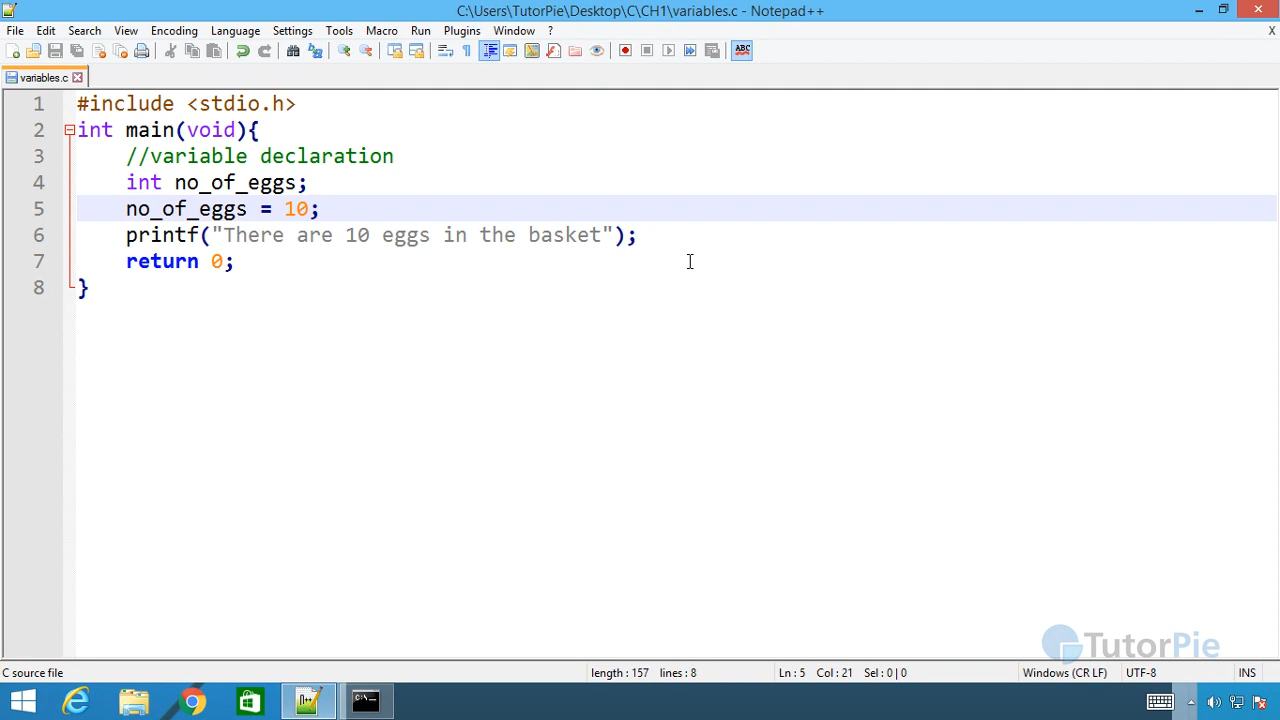 C:\Users\TutorPie\Desktop\C\CH1\variables.c - Notepad++
File Edit Search View Encoding Language Settings Tools Macro Run Plugins Window ? X
ABC
variables.c
1 #include <stdio.h>
2 int main(void){
3 //variable declaration
4 int no_of_eggs;
5 no_of_eggs = 10;
6 printf("There are 10 eggs in the basket");
7 return 0;
8 }
TutorPie
C source file length : 157 lines : 8 Ln : 5 Col : 21 Sel : 0 | 0 Windows (CR LF) UTF-8 INS